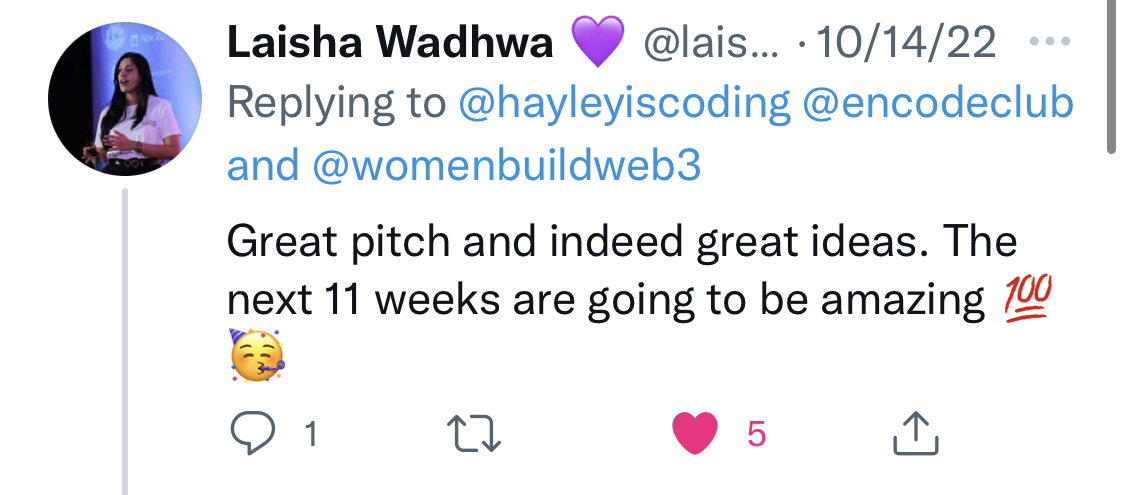 Laisha Wadhwa 💜 @lais... · 10/14/22
Replying to @hayleyiscoding @encodeclub
and @womenbuildweb3
Great pitch and indeed great ideas. The
next 11 weeks are going to be amazing 💯
🥳
1 5